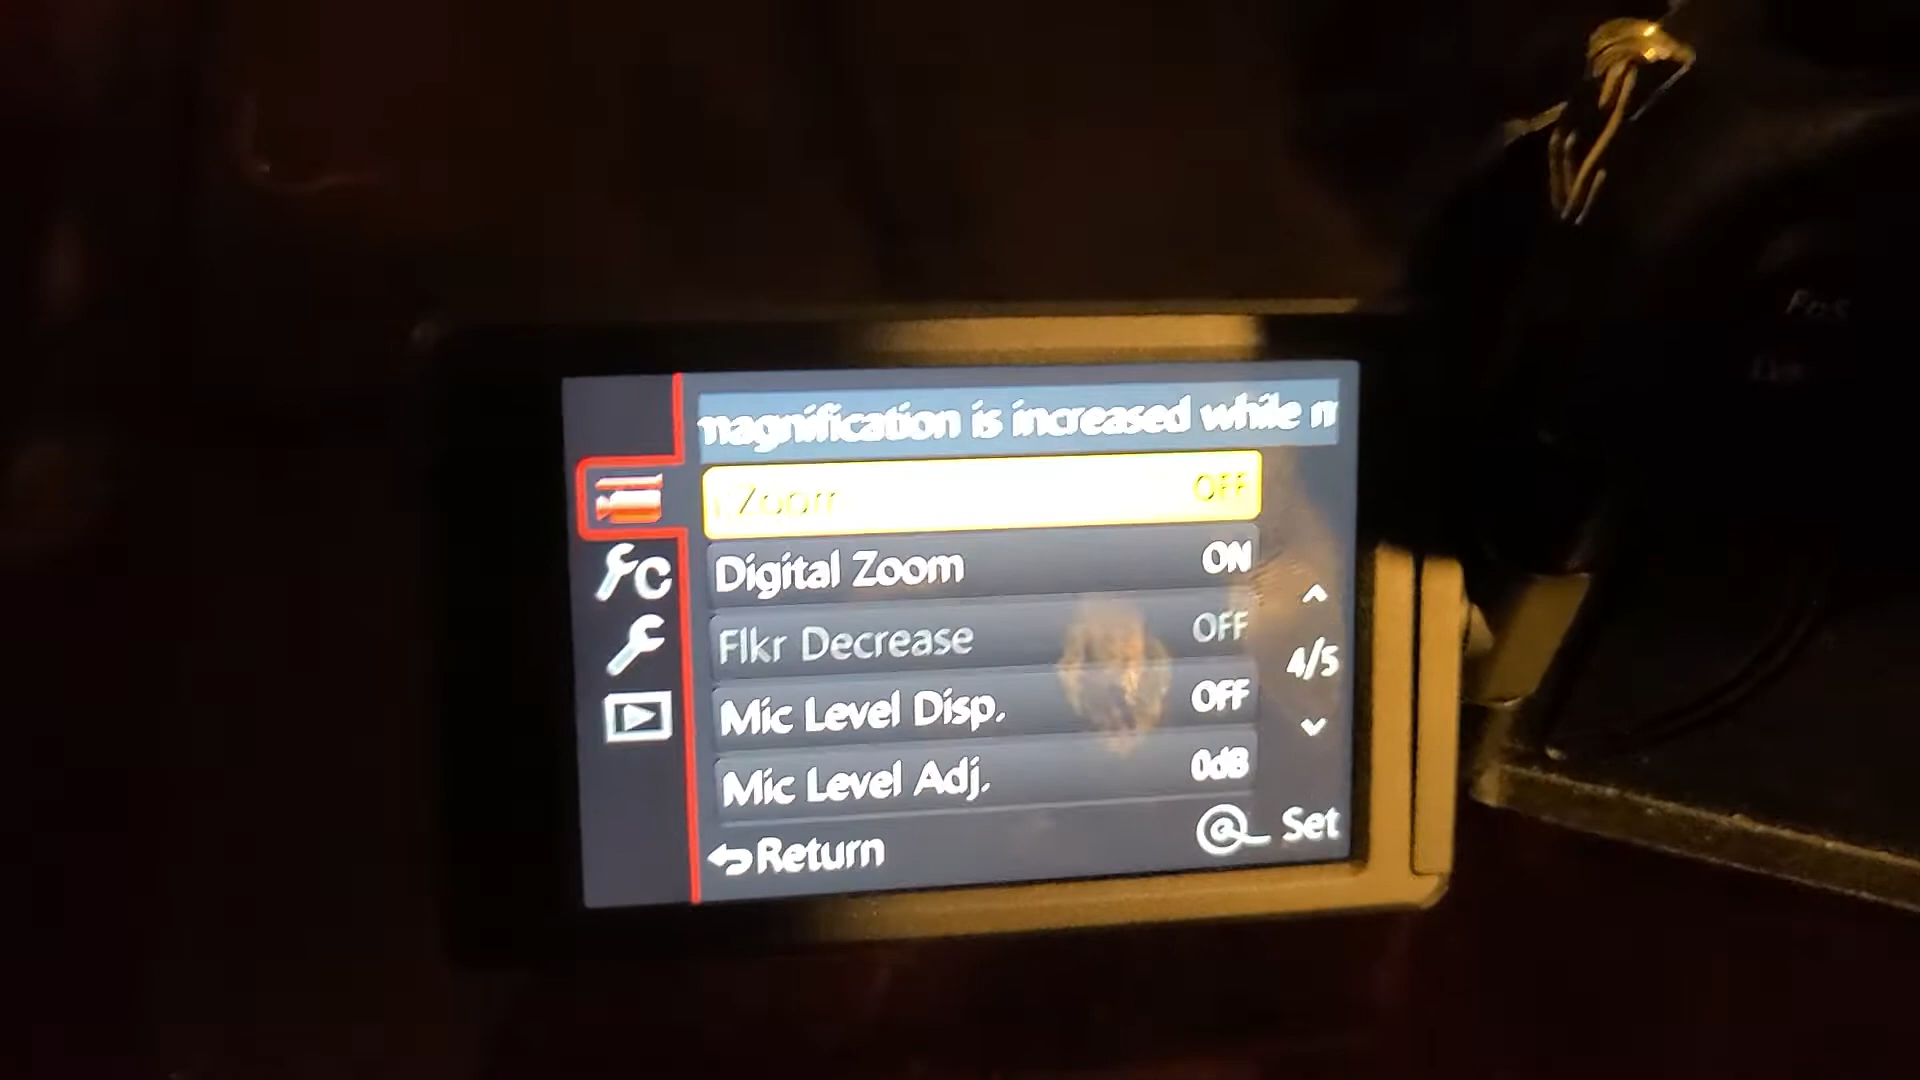 magnification is increased while m
i.Zoom OFF
Digital Zoom ON
Flkr Decrease OFF
Mic Level Disp. OFF
4/5
Mic Level Adj. 0dB
Return Set